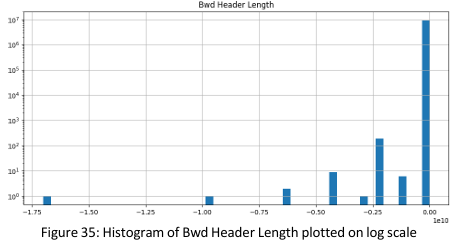 Bwd Header Length
10⁷
10⁶
10⁵
10⁴
10³
10²
10¹
10⁰
−1.75 −1.50 −1.25 −1.00 −0.75 −0.50 −0.25 0.00
1e10
Figure 35: Histogram of Bwd Header Length plotted on log scale